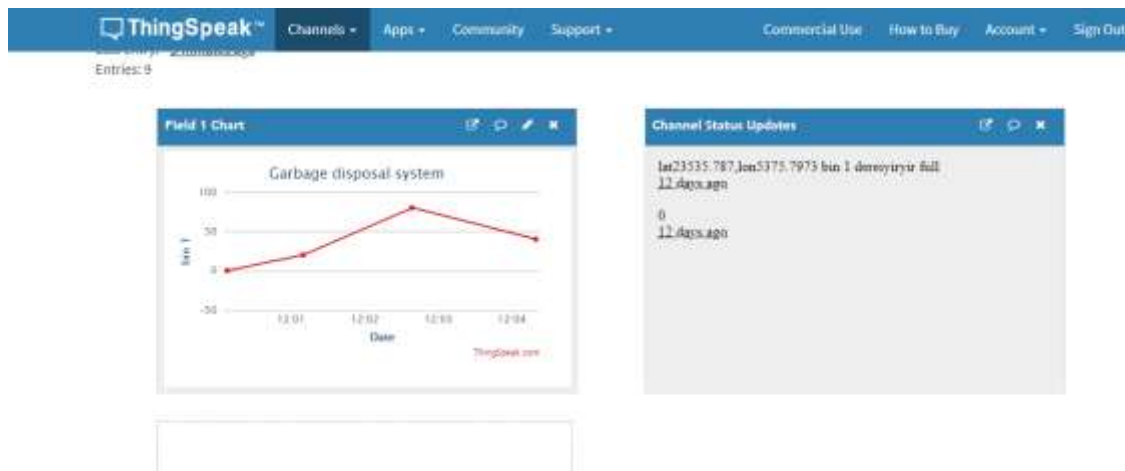 ThingSpeak™ Channels Apps Community Support Commercial Use How to Buy Account Sign Out
Entries: 9
Field 1 Chart
Garbage disposal system
100
50
0
-50
bin 1
12:01 12:02 12:03 12:04
Date
ThingSpeak.com
Channel Status Updates
lat23535.787,lon5375.7973 bin 1 full
12 days ago
0
12 days ago